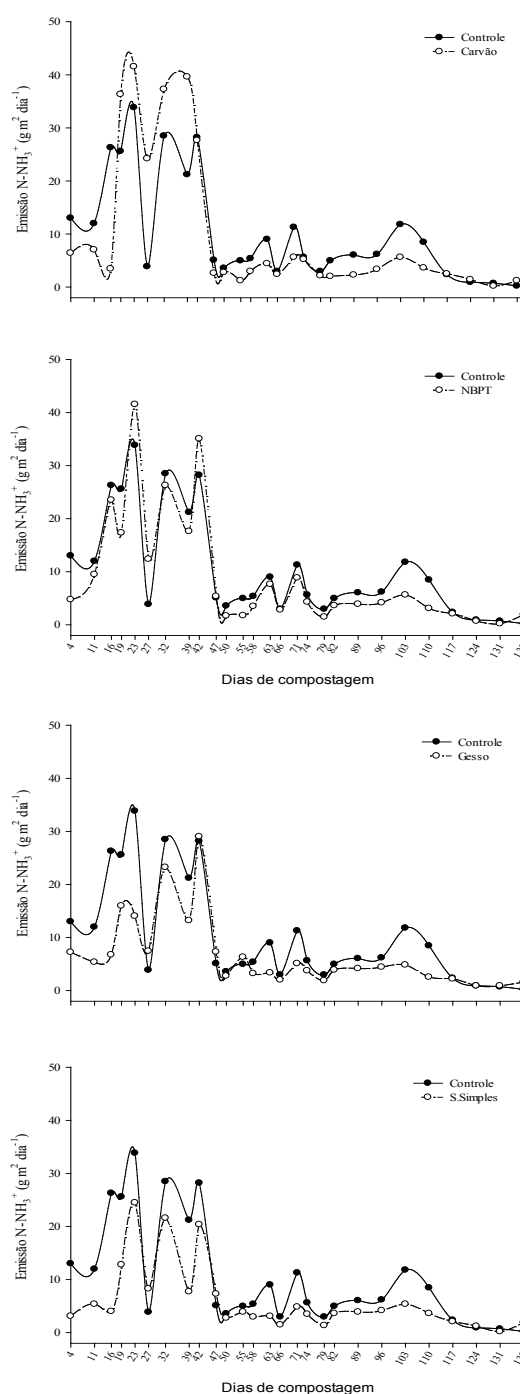 50
40
30
20
10
0
Emissão N-NH₃⁺ (g m² dia⁻¹)
Controle
Carvão
50
40
30
20
10
0
Emissão N-NH₃⁺ (g m² dia⁻¹)
Controle
NBPT
4 11 16 19 23 27 32 39 42 47 50 55 58 63 66 71 74 79 82 89 96 103 110 117 124 131
Dias de compostagem
50
40
30
20
10
0
Emissão N-NH₃⁺ (g m² dia⁻¹)
Controle
Gesso
50
40
30
20
10
0
Emissão N-NH₃⁺ (g m² dia⁻¹)
Controle
S.Simples
4 11 16 19 23 27 32 39 42 47 50 55 58 63 66 71 74 79 82 89 96 103 110 117 124 131
Dias de compostagem